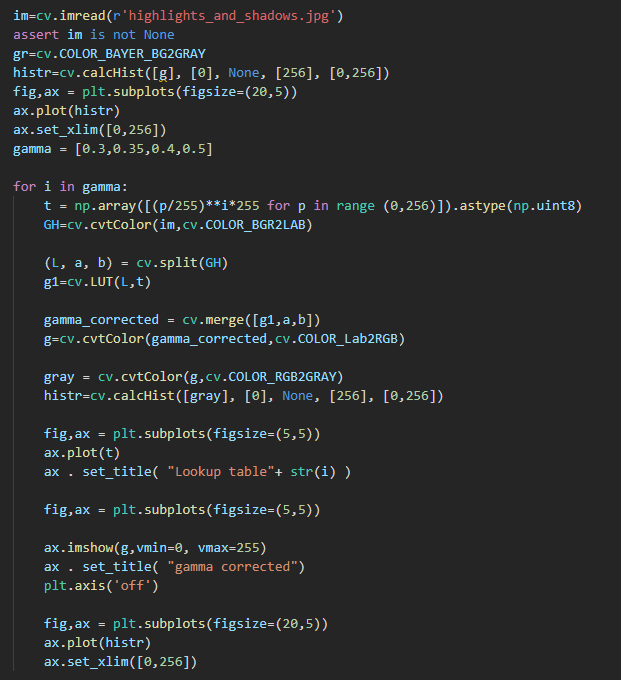 im=cv.imread(r'highlights_and_shadows.jpg')
assert im is not None
gr=cv.COLOR_BAYER_BG2GRAY
histr=cv.calcHist([g], [0], None, [256], [0,256])
fig,ax = plt.subplots(figsize=(20,5))
ax.plot(histr)
ax.set_xlim([0,256])
gamma = [0.3,0.35,0.4,0.5]
for i in gamma:
t = np.array([(p/255)**i*255 for p in range (0,256)]).astype(np.uint8)
GH=cv.cvtColor(im,cv.COLOR_BGR2LAB)
(L, a, b) = cv.split(GH)
g1=cv.LUT(L,t)
gamma_corrected = cv.merge([g1,a,b])
g=cv.cvtColor(gamma_corrected,cv.COLOR_Lab2RGB)
gray = cv.cvtColor(g,cv.COLOR_RGB2GRAY)
histr=cv.calcHist([gray], [0], None, [256], [0,256])
fig,ax = plt.subplots(figsize=(5,5))
ax.plot(t)
ax . set_title( "Lookup table"+ str(i) )
fig,ax = plt.subplots(figsize=(5,5))
ax.imshow(g,vmin=0, vmax=255)
ax . set_title( "gamma corrected")
plt.axis('off')
fig,ax = plt.subplots(figsize=(20,5))
ax.plot(histr)
ax.set_xlim([0,256])